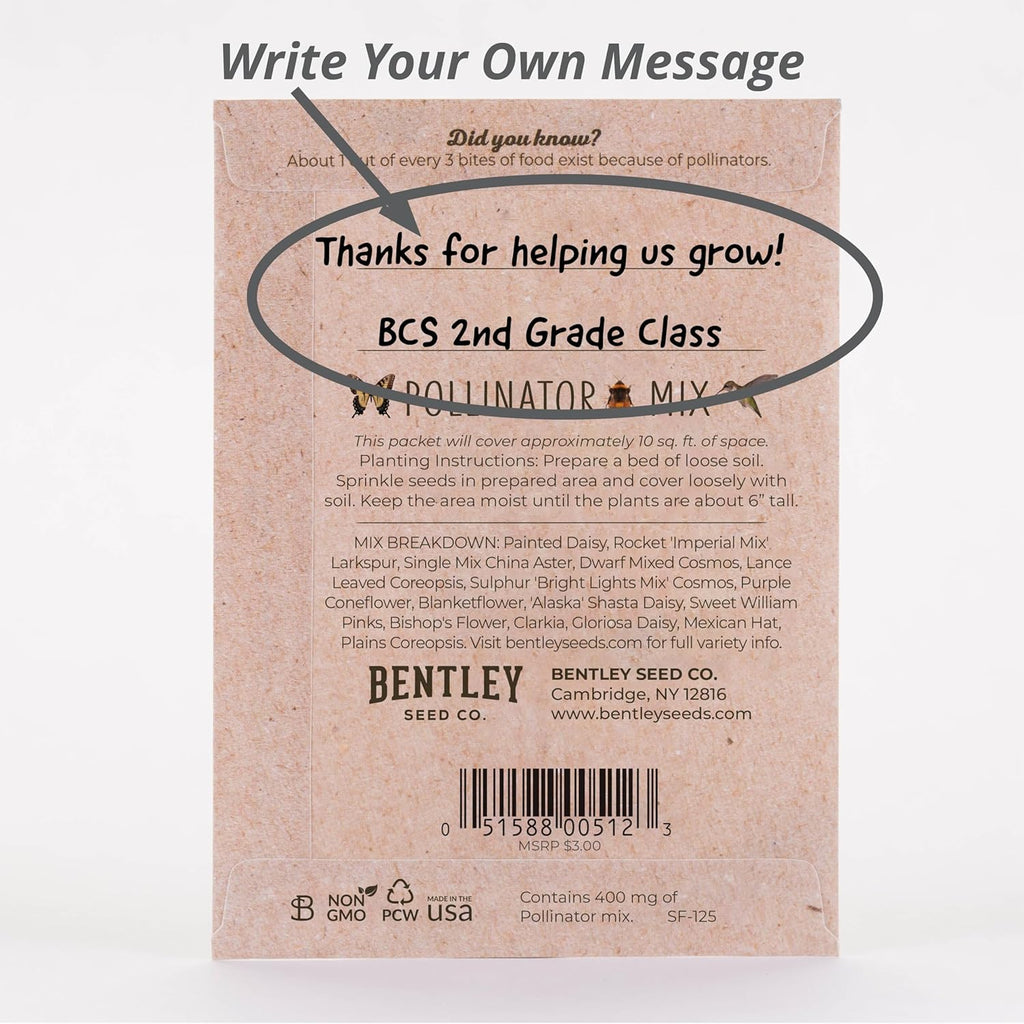 Write Your Own Message
Did you know?
About 1 out of every 3 bites of food exist because of pollinators.
Thanks for helping us grow!
BCS 2nd Grade Class
POLLINATOR MIX
This packet will cover approximately 10 sq. ft. of space.
Planting Instructions: Prepare a bed of loose soil.
Sprinkle seeds in prepared area and cover loosely with
soil. Keep the area moist until the plants are about 6” tall.
MIX BREAKDOWN: Painted Daisy, Rocket 'Imperial Mix'
Larkspur, Single Mix China Aster, Dwarf Mixed Cosmos, Lance
Leaved Coreopsis, Sulphur 'Bright Lights Mix' Cosmos, Purple
Coneflower, Blanketflower, 'Alaska' Shasta Daisy, Sweet William
Pinks, Bishop's Flower, Clarkia, Gloriosa Daisy, Mexican Hat,
Plains Coreopsis. Visit bentleyseeds.com for full variety info.
BENTLEY
SEED CO.
BENTLEY SEED CO.
Cambridge, NY 12816
www.bentleyseeds.com
0 51588 00512 3
MSRP $3.00
B
NON
GMO
PCW
MADE IN THE
usa
Contains 400 mg of
Pollinator mix. SF-125